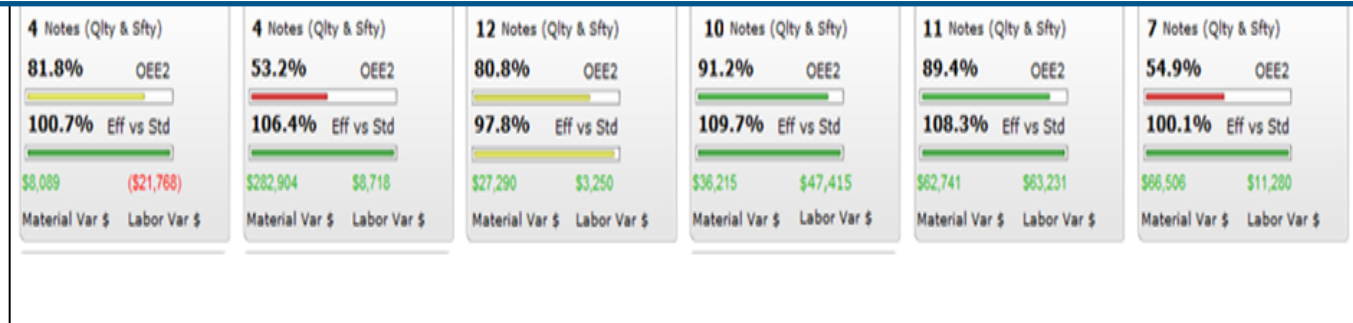 4 Notes (Qlty & Sfty)
81.8% OEE2
100.7% Eff vs Std
$8,089 ($21,768)
Material Var $ Labor Var $
4 Notes (Qlty & Sfty)
53.2% OEE2
106.4% Eff vs Std
$282,904 $8,718
Material Var $ Labor Var $
12 Notes (Qlty & Sfty)
80.8% OEE2
97.8% Eff vs Std
$27,290 $3,250
Material Var $ Labor Var $
10 Notes (Qlty & Sfty)
91.2% OEE2
109.7% Eff vs Std
$36,215 $47,415
Material Var $ Labor Var $
11 Notes (Qlty & Sfty)
89.4% OEE2
108.3% Eff vs Std
$62,741 $63,231
Material Var $ Labor Var $
7 Notes (Qlty & Sfty)
54.9% OEE2
100.1% Eff vs Std
$66,506 $11,280
Material Var $ Labor Var $